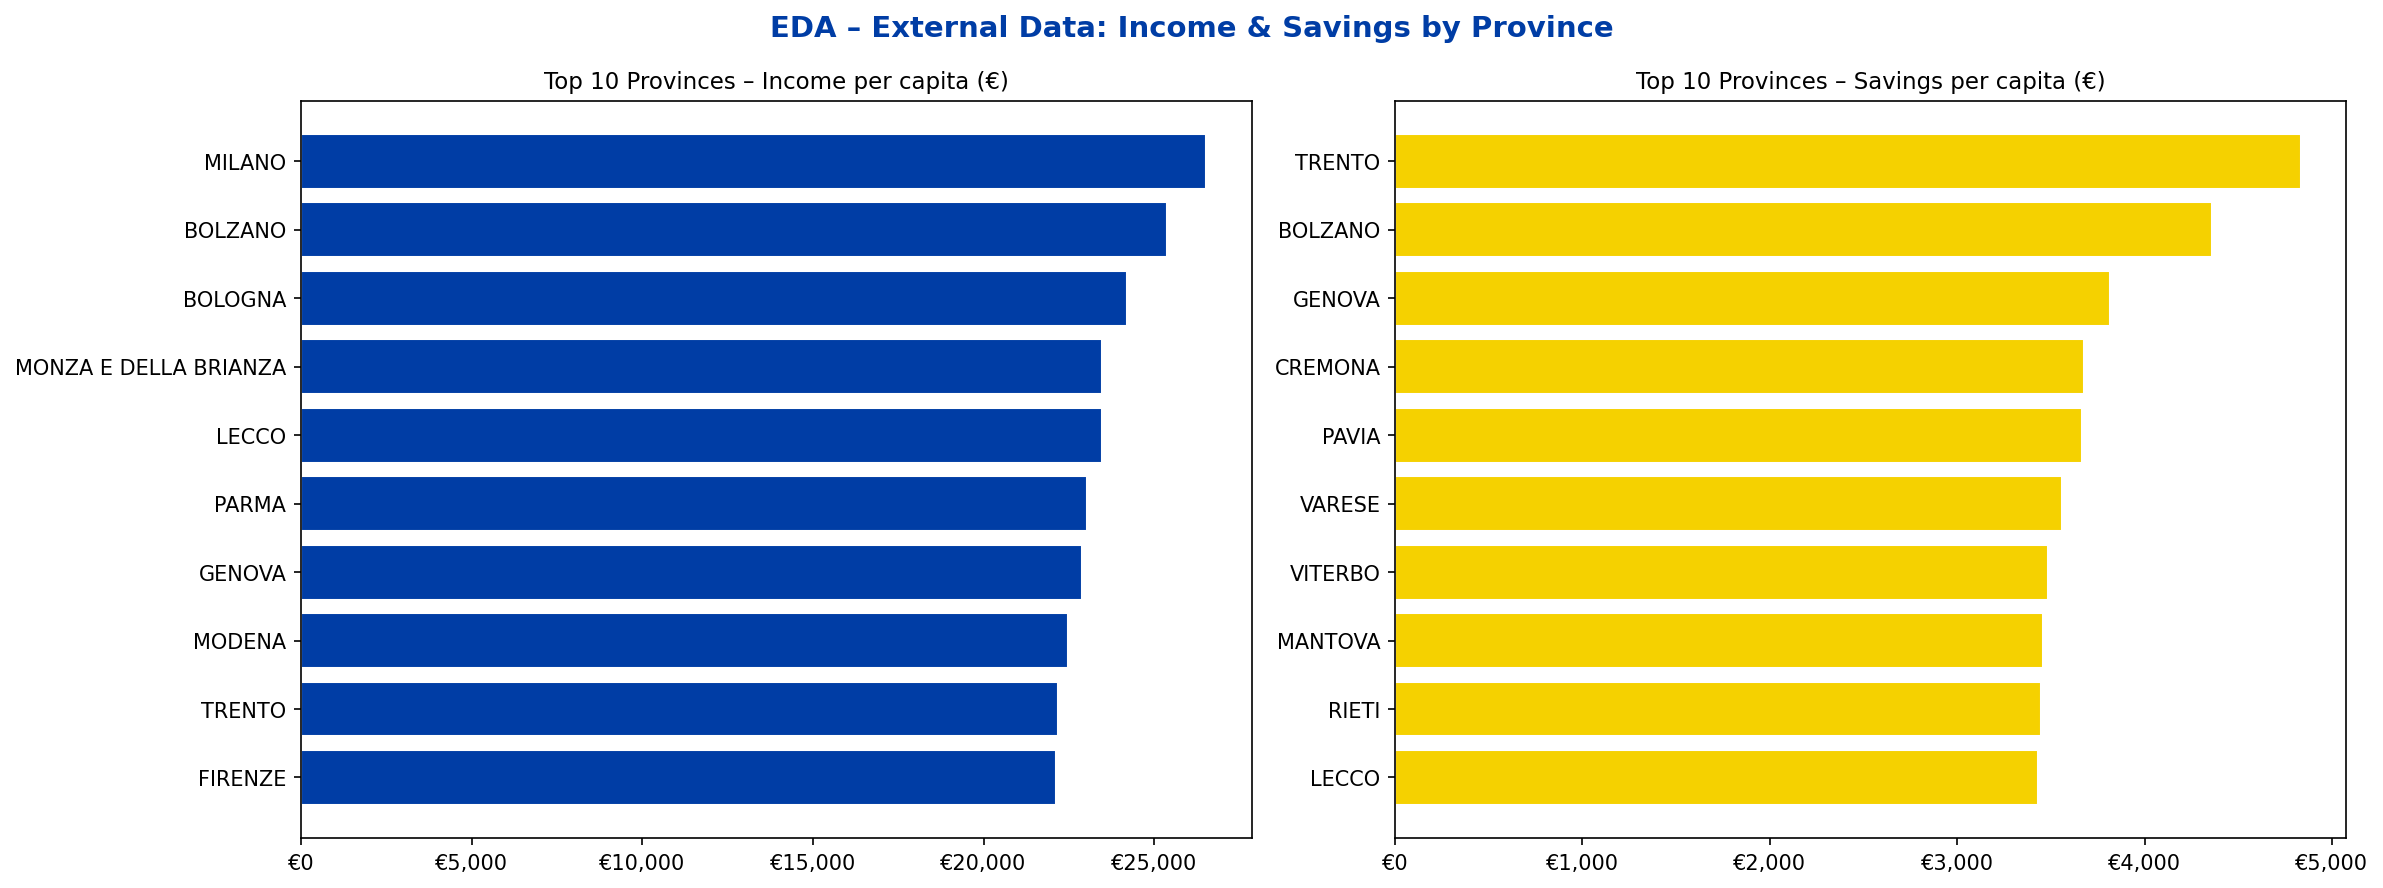 EDA – External Data: Income & Savings by Province
Top 10 Provinces – Income per capita (€)
MILANO
BOLZANO
BOLOGNA
MONZA E DELLA BRIANZA
LECCO
PARMA
GENOVA
MODENA
TRENTO
FIRENZE
€0 €5,000 €10,000 €15,000 €20,000 €25,000
Top 10 Provinces – Savings per capita (€)
TRENTO
BOLZANO
GENOVA
CREMONA
PAVIA
VARESE
VITERBO
MANTOVA
RIETI
LECCO
€0 €1,000 €2,000 €3,000 €4,000 €5,000